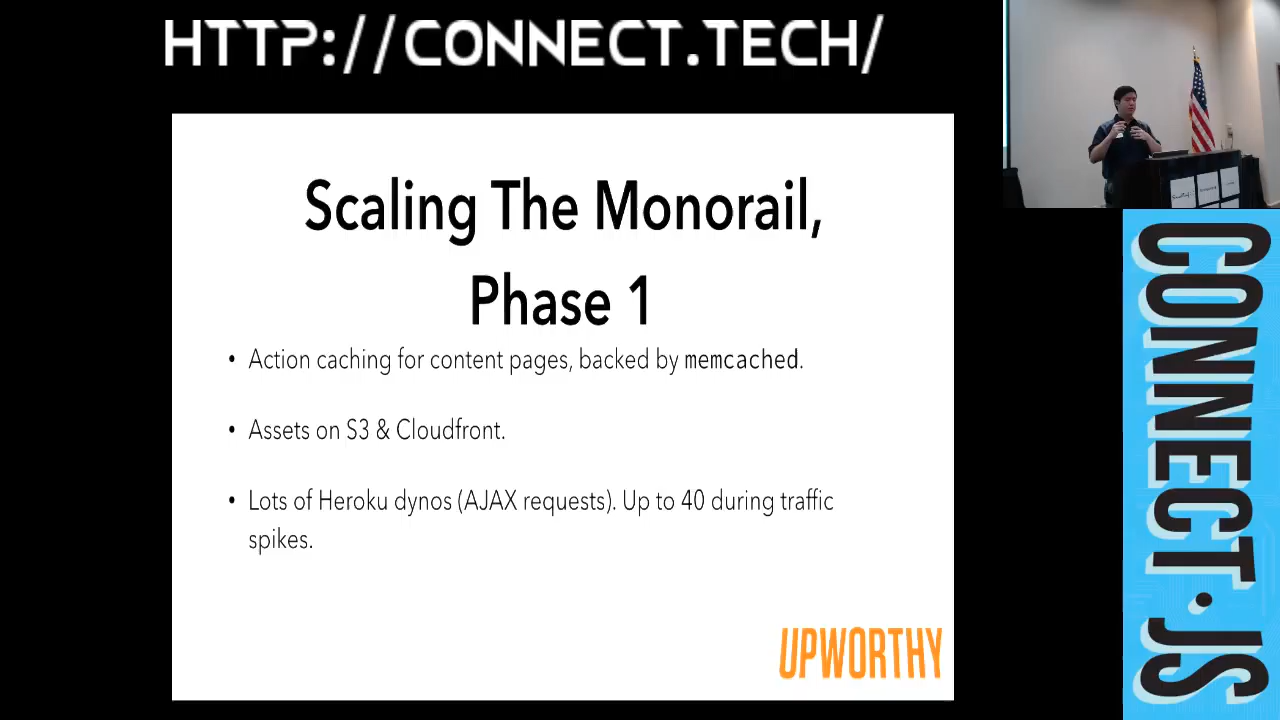 HTTP://CONNECT.TECH/
Scaling The Monorail,
Phase 1
• Action caching for content pages, backed by memcached.
• Assets on S3 & Cloudfront.
• Lots of Heroku dynos (AJAX requests). Up to 40 during traffic
spikes.
UPWORTHY
CONNECT.JS